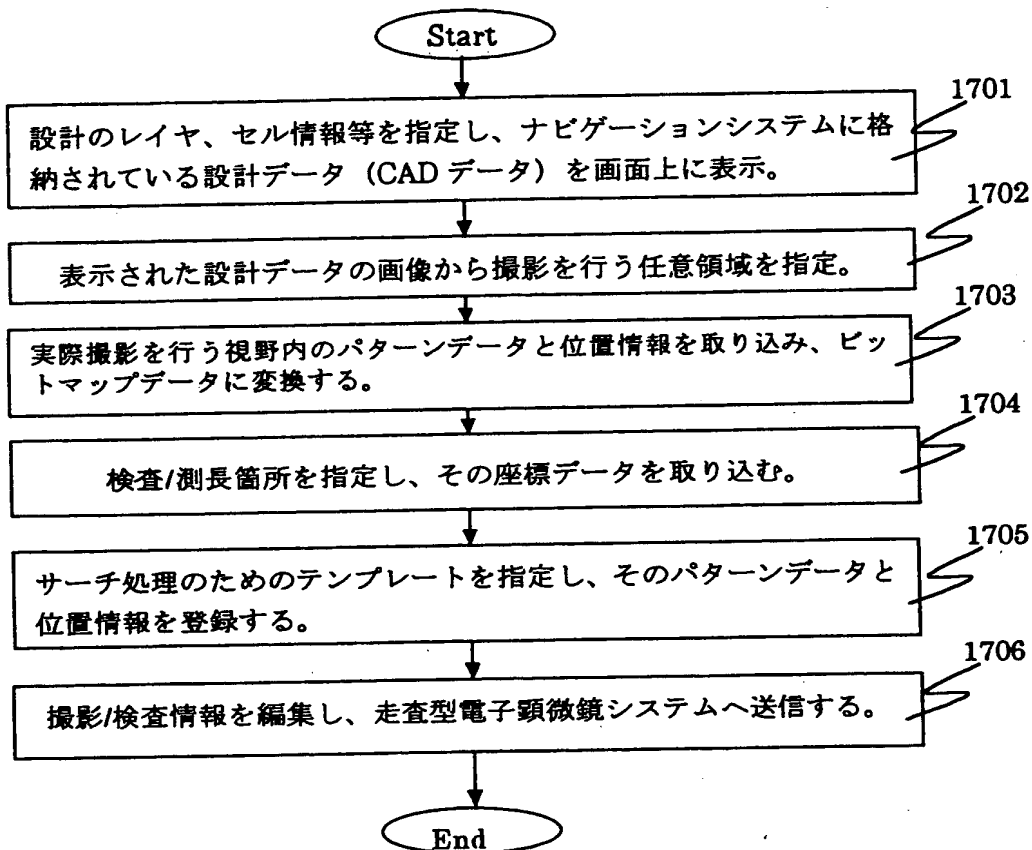 Start
1701
設計のレイヤ、セル情報等を指定し、ナビゲーションシステムに格
納されている設計データ（CAD データ）を画面上に表示。
1702
表示された設計データの画像から撮影を行う任意領域を指定。
1703
実際撮影を行う視野内のパターンデータと位置情報を取り込み、ビッ
トマップデータに変換する。
1704
検査/測長箇所を指定し、その座標データを取り込む。
1705
サーチ処理のためのテンプレートを指定し、そのパターンデータと
位置情報を登録する。
1706
撮影/検査情報を編集し、走査型電子顕微鏡システムへ送信する。
End